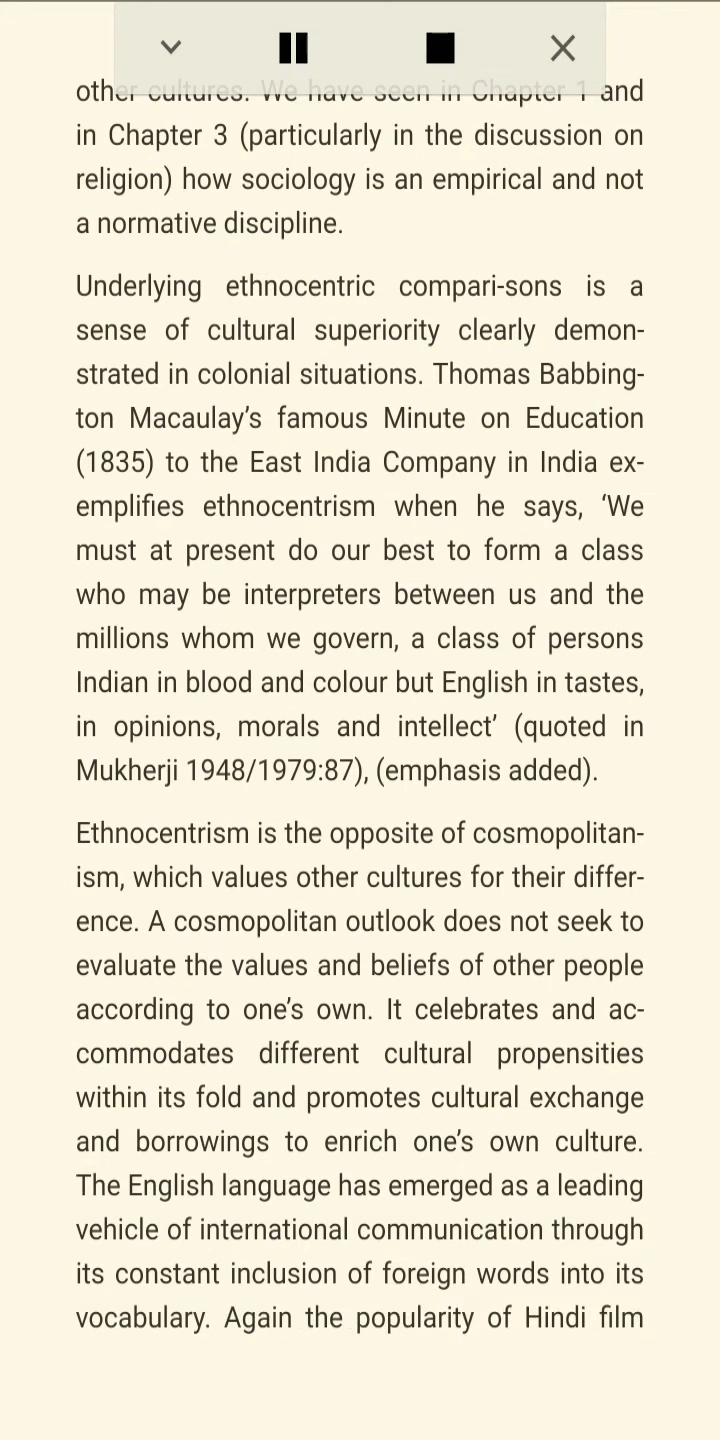 other cultures. We have seen in Chapter 1 and
in Chapter 3 (particularly in the discussion on
religion) how sociology is an empirical and not
a normative discipline.
Underlying ethnocentric compari-sons is a
sense of cultural superiority clearly demon-
strated in colonial situations. Thomas Babbing-
ton Macaulay’s famous Minute on Education
(1835) to the East India Company in India ex-
emplifies ethnocentrism when he says, ‘We
must at present do our best to form a class
who may be interpreters between us and the
millions whom we govern, a class of persons
Indian in blood and colour but English in tastes,
in opinions, morals and intellect’ (quoted in
Mukherji 1948/1979:87), (emphasis added).
Ethnocentrism is the opposite of cosmopolitan-
ism, which values other cultures for their differ-
ence. A cosmopolitan outlook does not seek to
evaluate the values and beliefs of other people
according to one’s own. It celebrates and ac-
commodates different cultural propensities
within its fold and promotes cultural exchange
and borrowings to enrich one’s own culture.
The English language has emerged as a leading
vehicle of international communication through
its constant inclusion of foreign words into its
vocabulary. Again the popularity of Hindi film